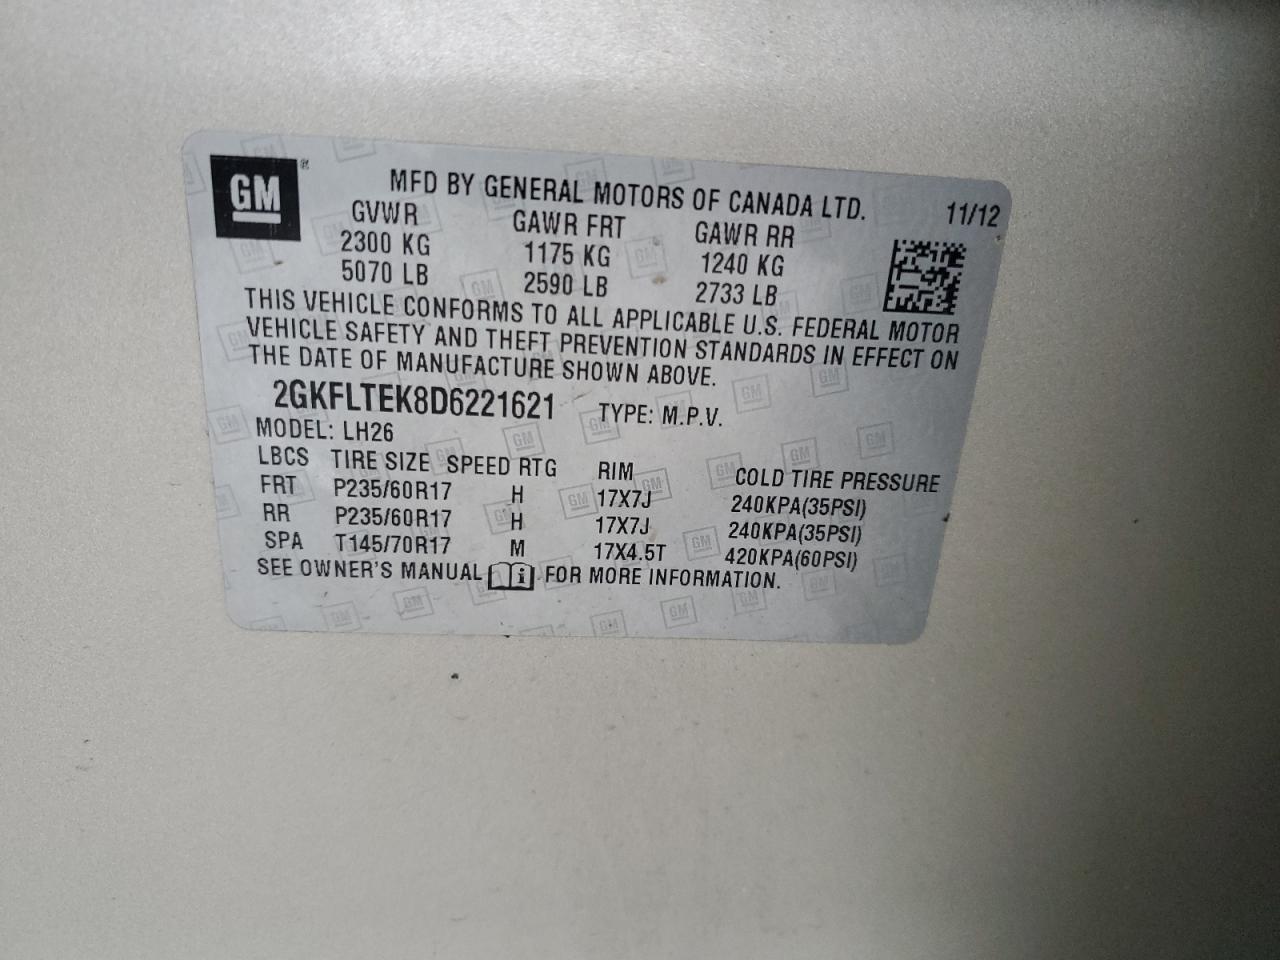 GM ®
MFD BY GENERAL MOTORS OF CANADA LTD. 11/12
GVWR GAWR FRT GAWR RR
2300 KG 1175 KG 1240 KG
5070 LB 2590 LB 2733 LB
THIS VEHICLE CONFORMS TO ALL APPLICABLE U.S. FEDERAL MOTOR
VEHICLE SAFETY AND THEFT PREVENTION STANDARDS IN EFFECT ON
THE DATE OF MANUFACTURE SHOWN ABOVE.
2GKFLTEK8D6221621 TYPE: M.P.V.
MODEL: LH26
LBCS TIRE SIZE SPEED RTG RIM COLD TIRE PRESSURE
FRT P235/60R17 H 17X7J 240KPA(35PSI)
RR P235/60R17 H 17X7J 240KPA(35PSI)
SPA T145/70R17 M 17X4.5T 420KPA(60PSI)
SEE OWNER'S MANUAL i FOR MORE INFORMATION.